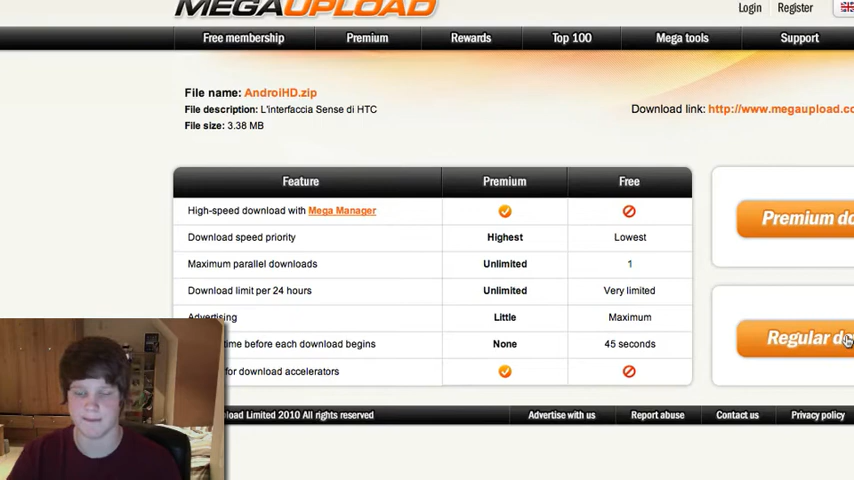 MEGAUPLOAD
Login Register
Free membership Premium Rewards Top 100 Mega tools Support
File name: AndroiHD.zip
File description: L'interfaccia Sense di HTC
File size: 3.38 MB
Download link: http://www.megaupload.co
Feature Premium Free
High-speed download with Mega Manager
Download speed priority Highest Lowest
Maximum parallel downloads Unlimited 1
Download limit per 24 hours Unlimited Very limited
Advertising Little Maximum
time before each download begins None 45 seconds
for download accelerators
Premium do
Regular do
pload Limited 2010 All rights reserved
Advertise with us Report abuse Contact us Privacy policy